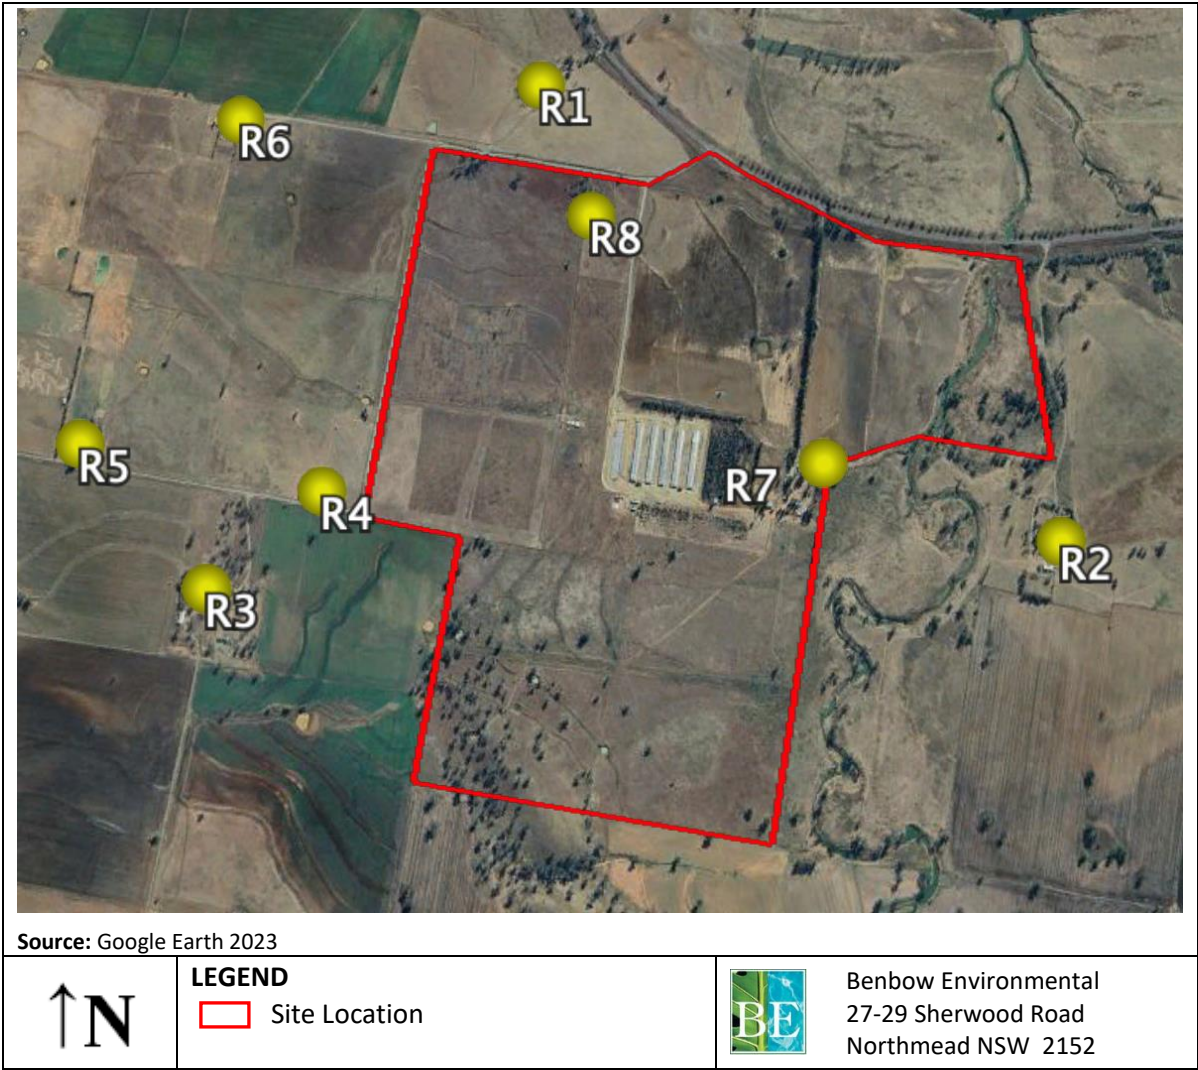 R1
R6
R8
R5
R7
R4
R2
R3
Source: Google Earth 2023
↑N
LEGEND
Site Location
BE
Benbow Environmental
27-29 Sherwood Road
Northmead NSW 2152